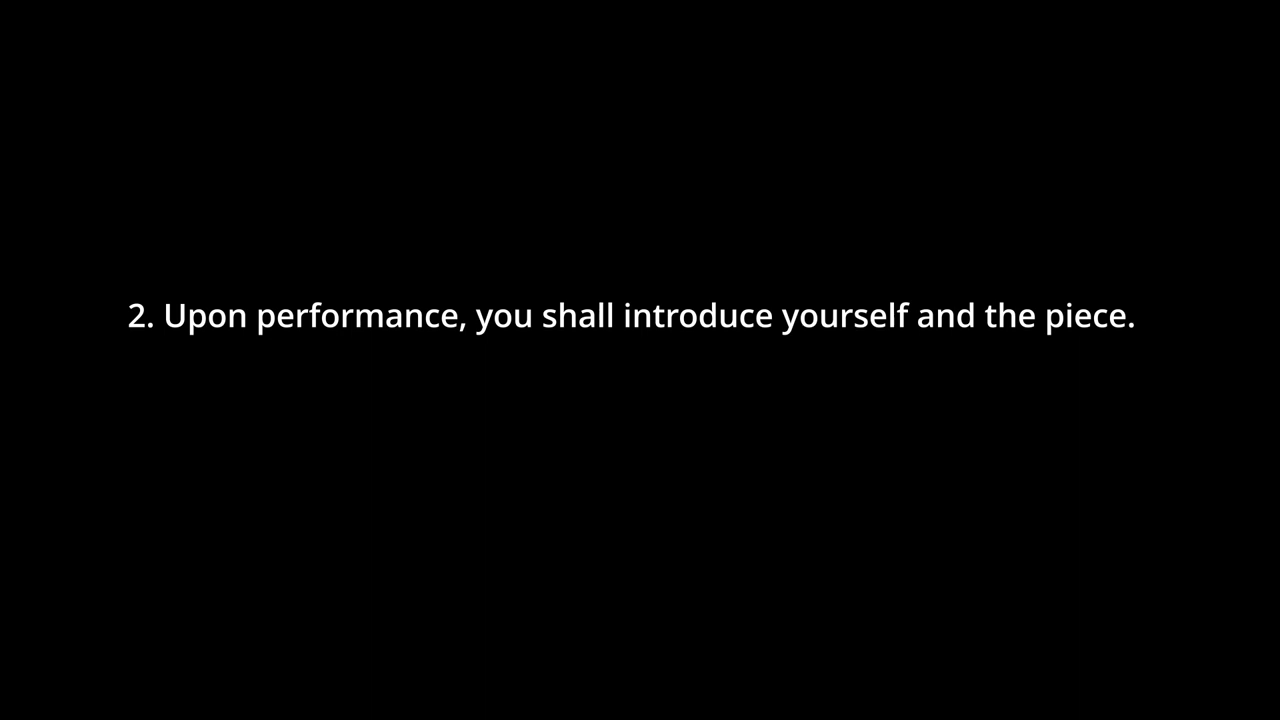 2. Upon performance, you shall introduce yourself and the piece.